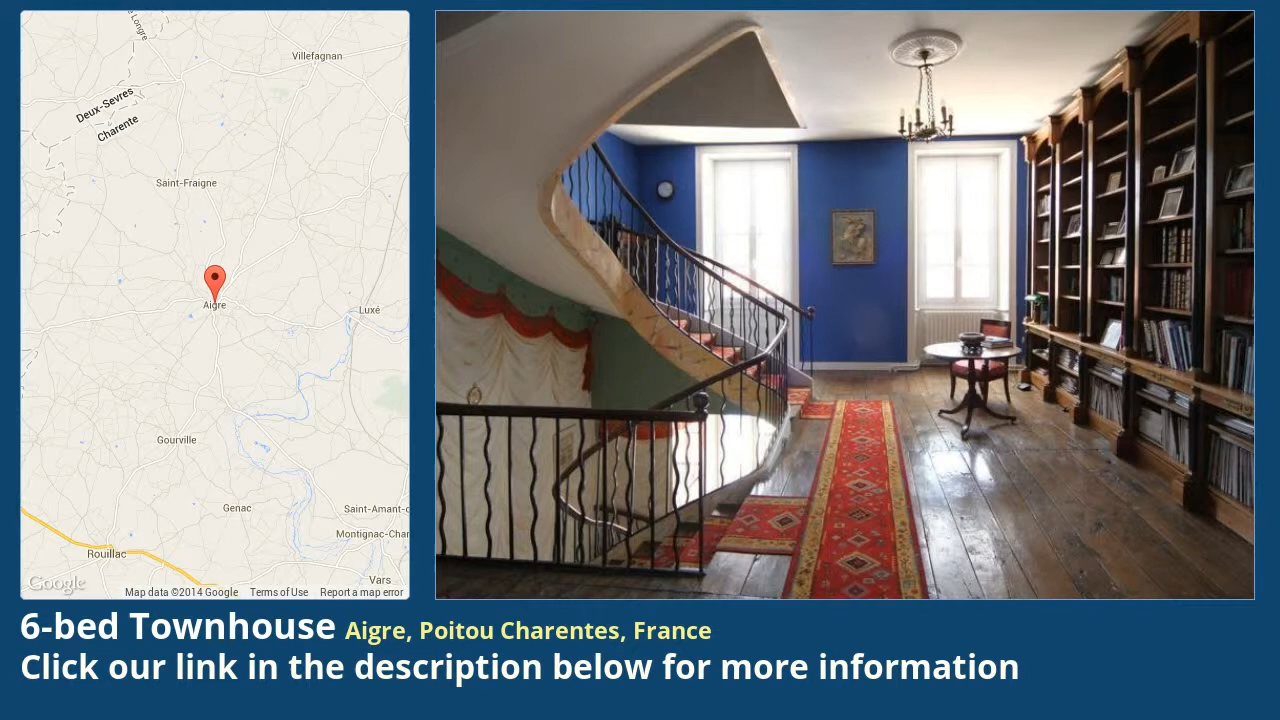 le Longre
Villefagnan
Deux-Sevres
Charente
Saint-Fraigne
Aigre
Luxé
Gourville
Genac
Saint-Amant-d
Montignac-Char
Rouillac
Vars
Google
Map data ©2014 Google Terms of Use Report a map error
6-bed Townhouse Aigre, Poitou Charentes, France
Click our link in the description below for more information